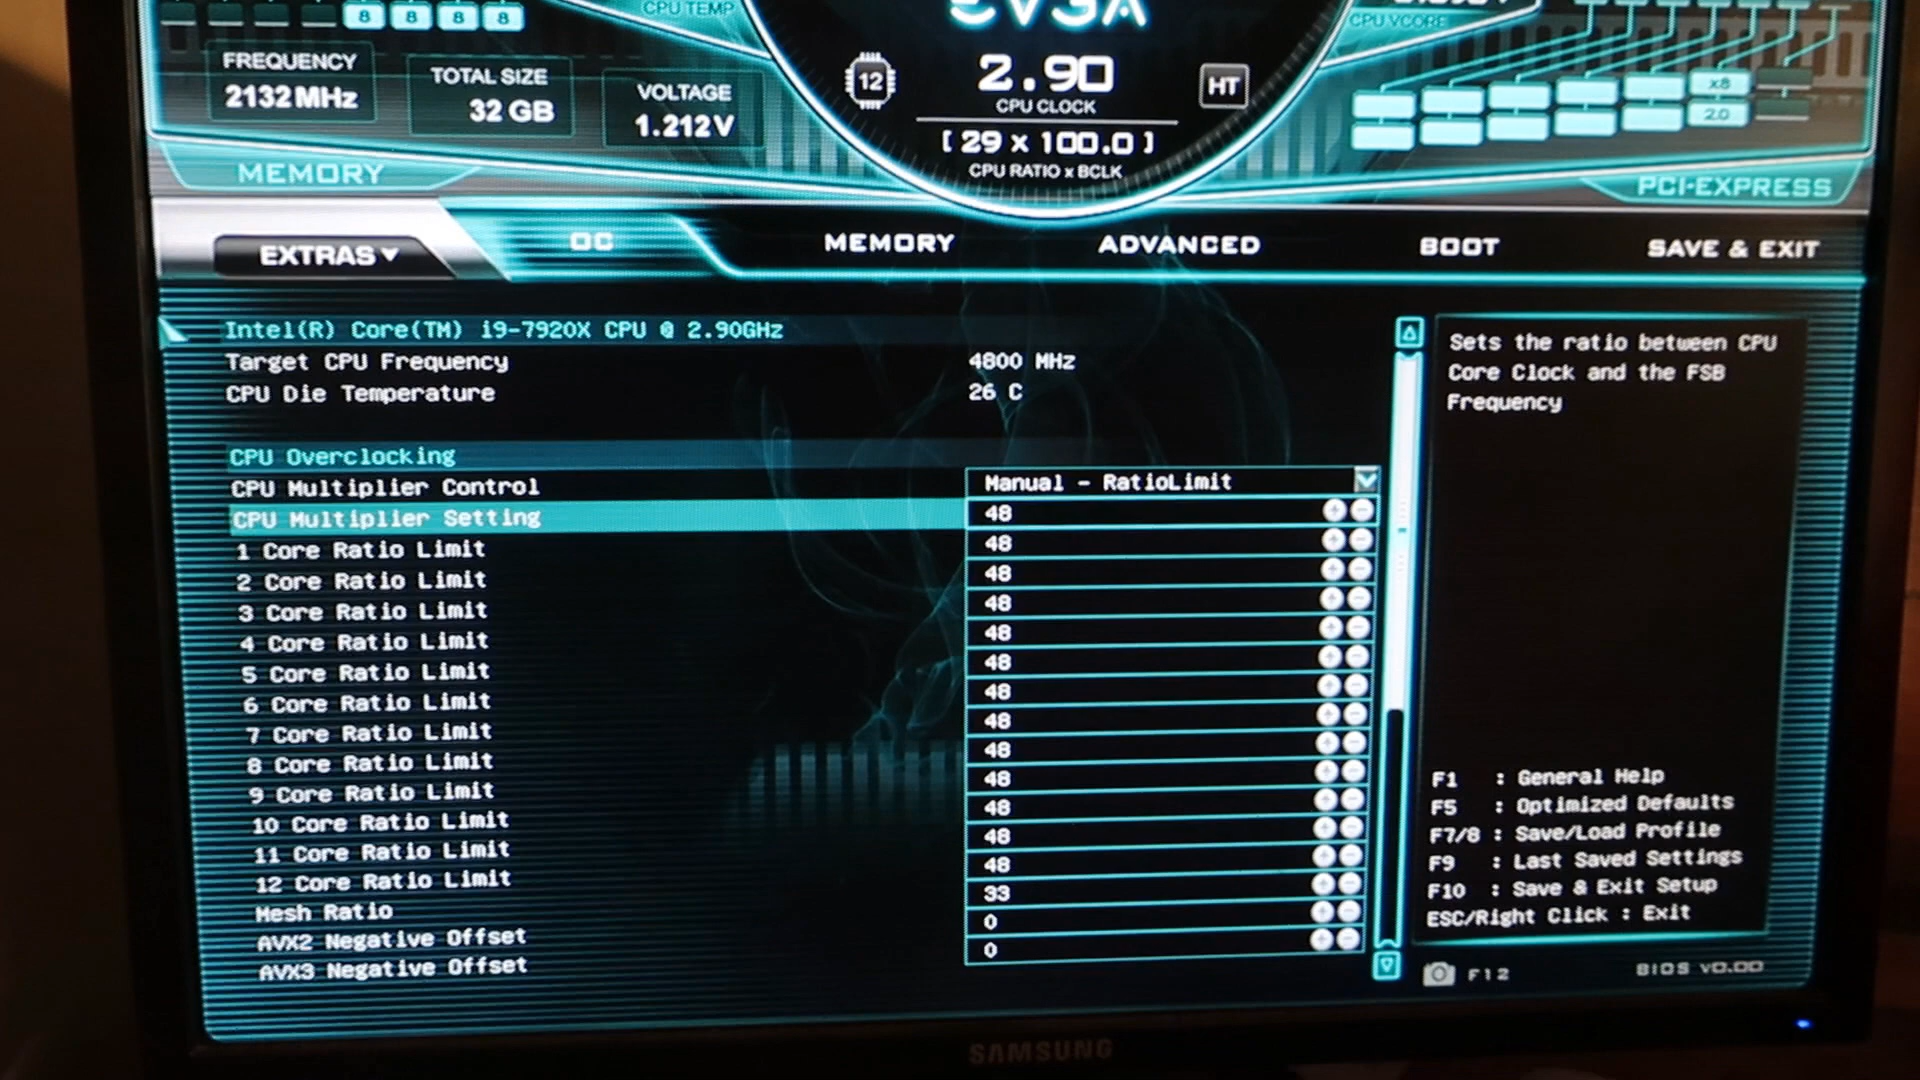 8 8 8 8
CPU TEMP
EVGA
CPU VCORE
FREQUENCY
2132MHz
TOTAL SIZE
32 GB
VOLTAGE
1.212V
12
2.90
CPU CLOCK
[ 29 x 100.0 ]
CPU RATIO x BCLK
HT
x8
2.0
MEMORY
PCI-EXPRESS
EXTRAS▼
OC
MEMORY
ADVANCED
BOOT
SAVE & EXIT
Intel(R) Core(TM) i9-7920X CPU @ 2.90GHz
Target CPU Frequency 4800 MHz
CPU Die Temperature 26 C
CPU Overclocking
CPU Multiplier Control Manual - RatioLimit
CPU Multiplier Setting 48
1 Core Ratio Limit 48
2 Core Ratio Limit 48
3 Core Ratio Limit 48
4 Core Ratio Limit 48
5 Core Ratio Limit 48
6 Core Ratio Limit 48
7 Core Ratio Limit 48
8 Core Ratio Limit 48
9 Core Ratio Limit 48
10 Core Ratio Limit 48
11 Core Ratio Limit 48
12 Core Ratio Limit 48
Mesh Ratio 33
AVX2 Negative Offset 0
AVX3 Negative Offset 0
Sets the ratio between CPU
Core Clock and the FSB
Frequency
F1 : General Help
F5 : Optimized Defaults
F7/8 : Save/Load Profile
F9 : Last Saved Settings
F10 : Save & Exit Setup
ESC/Right Click : Exit
F12
BIOS v0.00
SAMSUNG